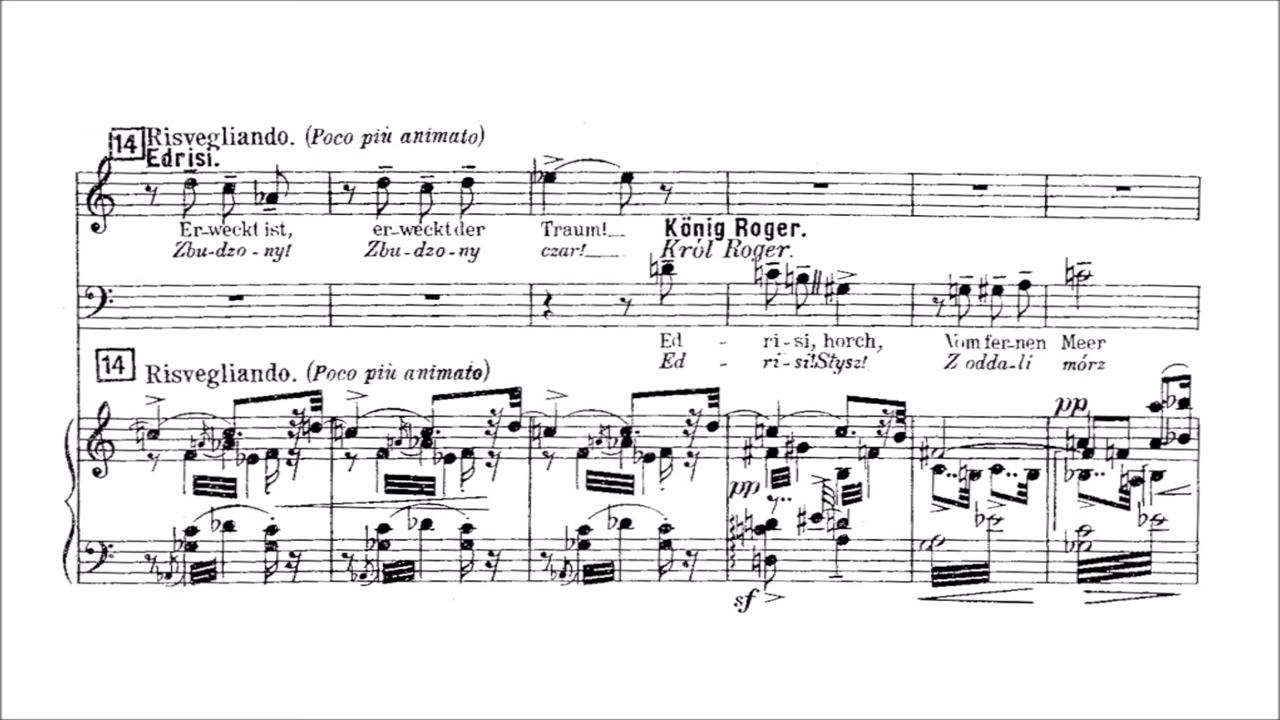 14 Risvegliando. (Poco più animato)
Edrisi.
Er-weckt ist, er-weckt der Traum!
Zbu-dzo-ny! Zbu-dzo-ny czar!
König Roger.
Król Roger.
Ed - ri-si, horch, Vom fer-nen Meer
Ed - ri-si! Słysz! Z odda-li mórz
14 Risvegliando. (Poco più animato)
pp
pp
sf